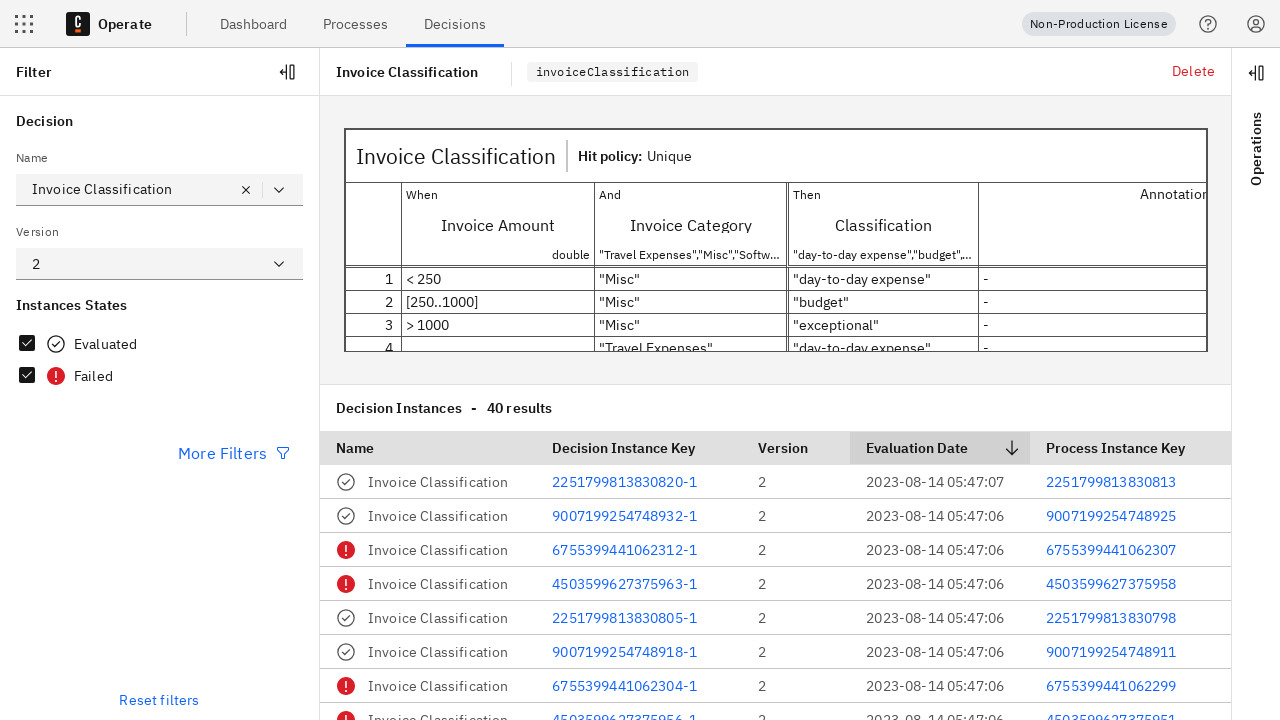 Operate
Dashboard
Processes
Decisions
Non-Production License
Filter
Decision
Name
Invoice Classification
Version
2
Instances States
Evaluated
Failed
More Filters
Reset filters
Invoice Classification
invoiceClassification
Delete
Operations
Invoice Classification
Hit policy: Unique
When And Then Annotation
Invoice Amount Invoice Category Classification
double "Travel Expenses","Misc","Softw... "day-to-day expense","budget",...
1 < 250 "Misc" "day-to-day expense" -
2 [250..1000] "Misc" "budget" -
3 > 1000 "Misc" "exceptional" -
4 "Travel Expenses" "day-to-day expense" -
Decision Instances - 40 results
Name Decision Instance Key Version Evaluation Date Process Instance Key
Invoice Classification 2251799813830820-1 2 2023-08-14 05:47:07 2251799813830813
Invoice Classification 9007199254748932-1 2 2023-08-14 05:47:06 9007199254748925
Invoice Classification 6755399441062312-1 2 2023-08-14 05:47:06 6755399441062307
Invoice Classification 4503599627375963-1 2 2023-08-14 05:47:06 4503599627375958
Invoice Classification 2251799813830805-1 2 2023-08-14 05:47:06 2251799813830798
Invoice Classification 9007199254748918-1 2 2023-08-14 05:47:06 9007199254748911
Invoice Classification 6755399441062304-1 2 2023-08-14 05:47:06 6755399441062299
Invoice Classification 4503599627375956-1 2 2023-08-14 05:47:06 4503599627375951